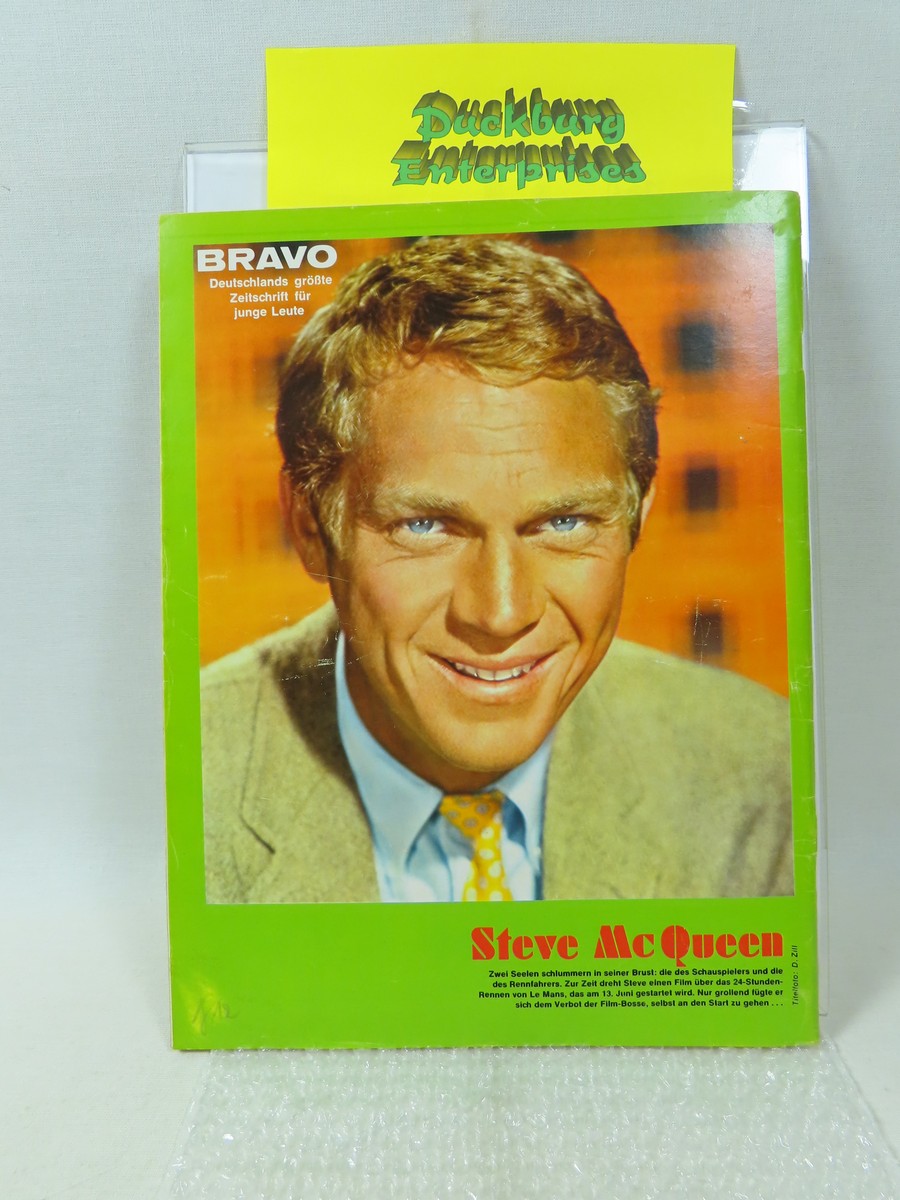 Duckburg
Enterprises
BRAVO
Deutschlands größte
Zeitschrift für
junge Leute
Steve McQueen
Zwei Seelen schlummern in seiner Brust: die des Schauspielers und die
des Rennfahrers. Zur Zeit dreht Steve einen Film über das 24-Stunden-
Rennen von Le Mans, das am 13. Juni gestartet wird. Nur grollend fügte er
sich dem Verbot der Film-Bosse, selbst an den Start zu gehen ...
Titelfoto: D. Zill